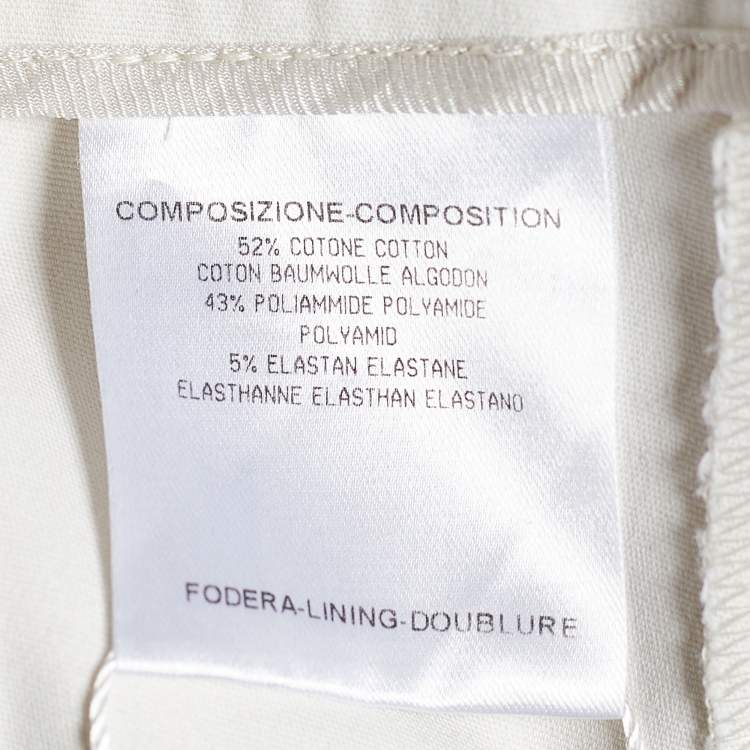 COMPOSIZIONE-COMPOSITION
52% COTONE COTTON
COTON BAUMWOLLE ALGODON
43% POLIAMMIDE POLYAMIDE
POLYAMID
5% ELASTAN ELASTANE
ELASTHANNE ELASTHAN ELASTANO
FODERA-LINING-DOUBLURE